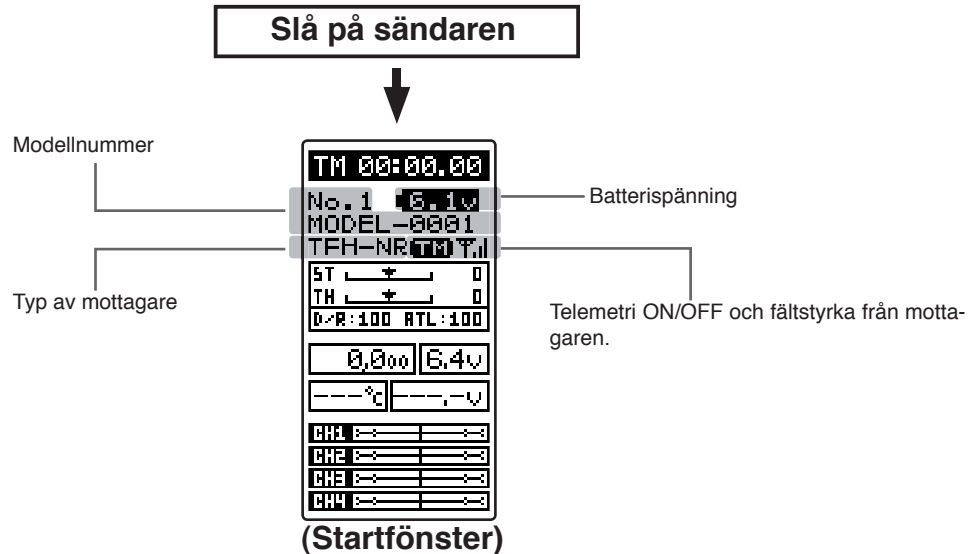 Slå på sändaren
Modellnummer
TM 00:00.00
No.1 6.1v
Batterispänning
MODEL-0001
TFH-NR TM
Typ av mottagare
Telemetri ON/OFF och fältstyrka från motta-
garen.
ST 0
TH 0
D/R:100 ATL:100
0,000 6.4v
---°C ---.-v
CH1
CH2
CH3
CH4
(Startfönster)